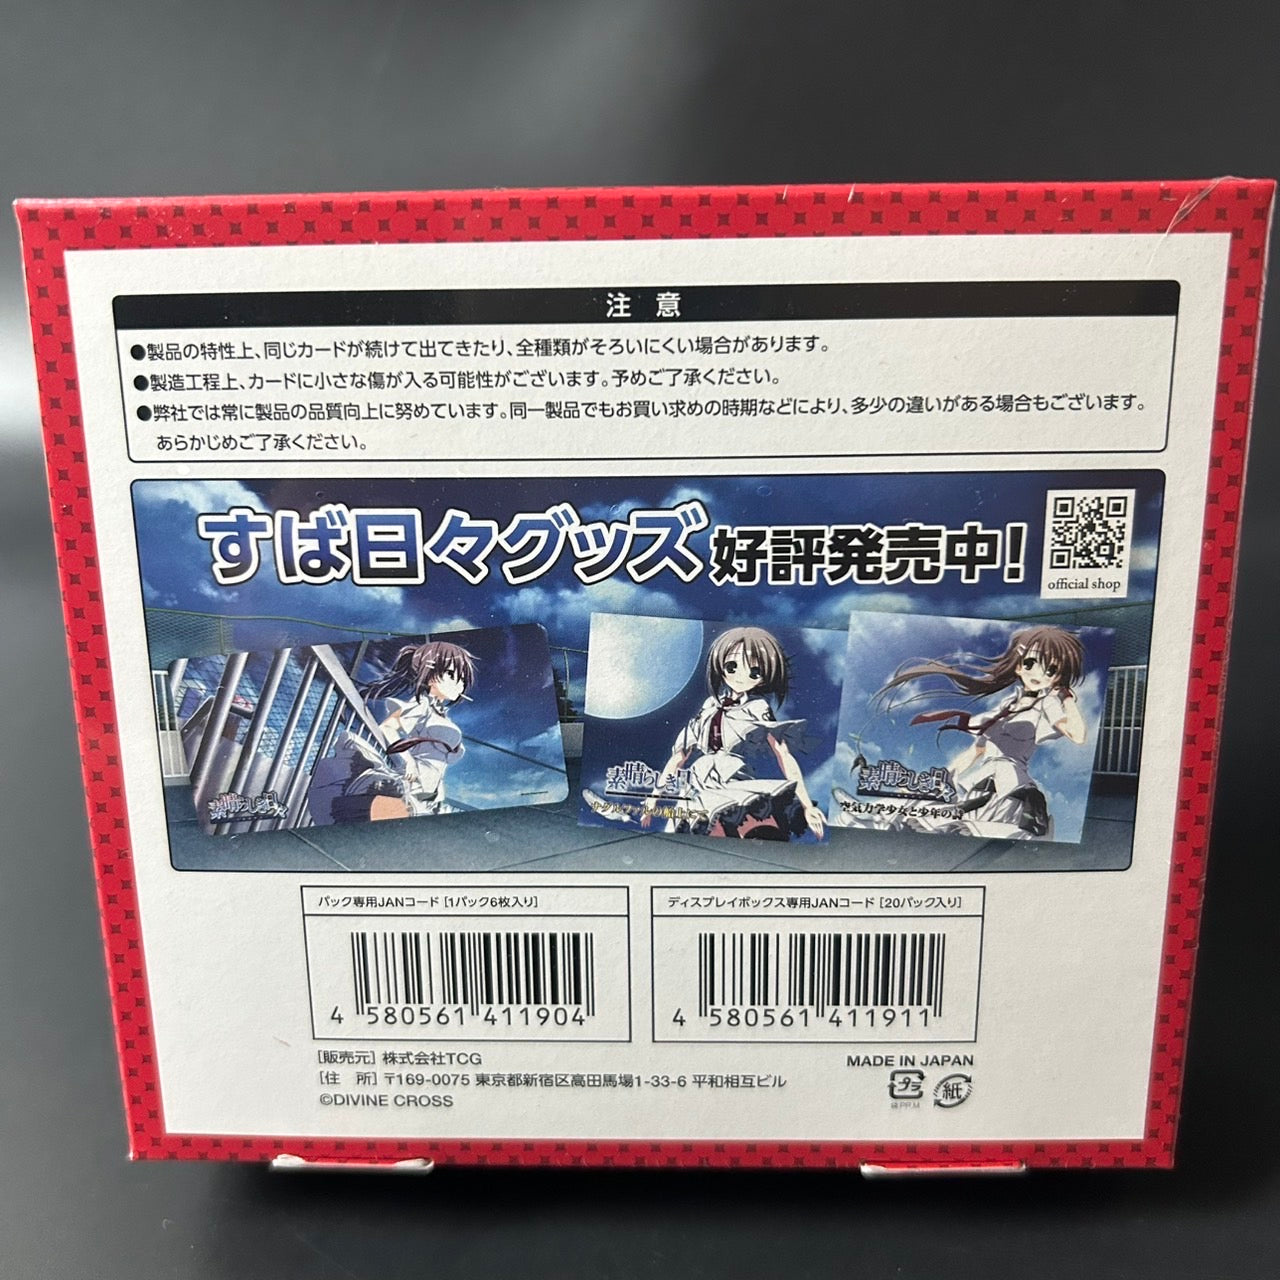 注 意
●製品の特性上、同じカードが続けて出てきたり、全種類がそろいにくい場合があります。
●製造工程上、カードに小さな傷が入る可能性がございます。予めご了承ください。
●弊社では常に製品の品質向上に努めています。同一製品でもお買い求めの時期などにより、多少の違いがある場合もございます。
あらかじめご了承ください。
すば日々グッズ 好評発売中!
official shop
素晴らしき日々
素晴らしき日々
素晴らしき日々
空気力学少女と少年の詩
パック専用JANコード [1パック6枚入り]
4 580561 411904
ディスプレイボックス専用JANコード [20パック入り]
4 580561 411911
[販売元] 株式会社TCG
[住 所] 〒169-0075 東京都新宿区高田馬場1-33-6 平和相互ビル
©DIVINE CROSS
MADE IN JAPAN
プラ
紙